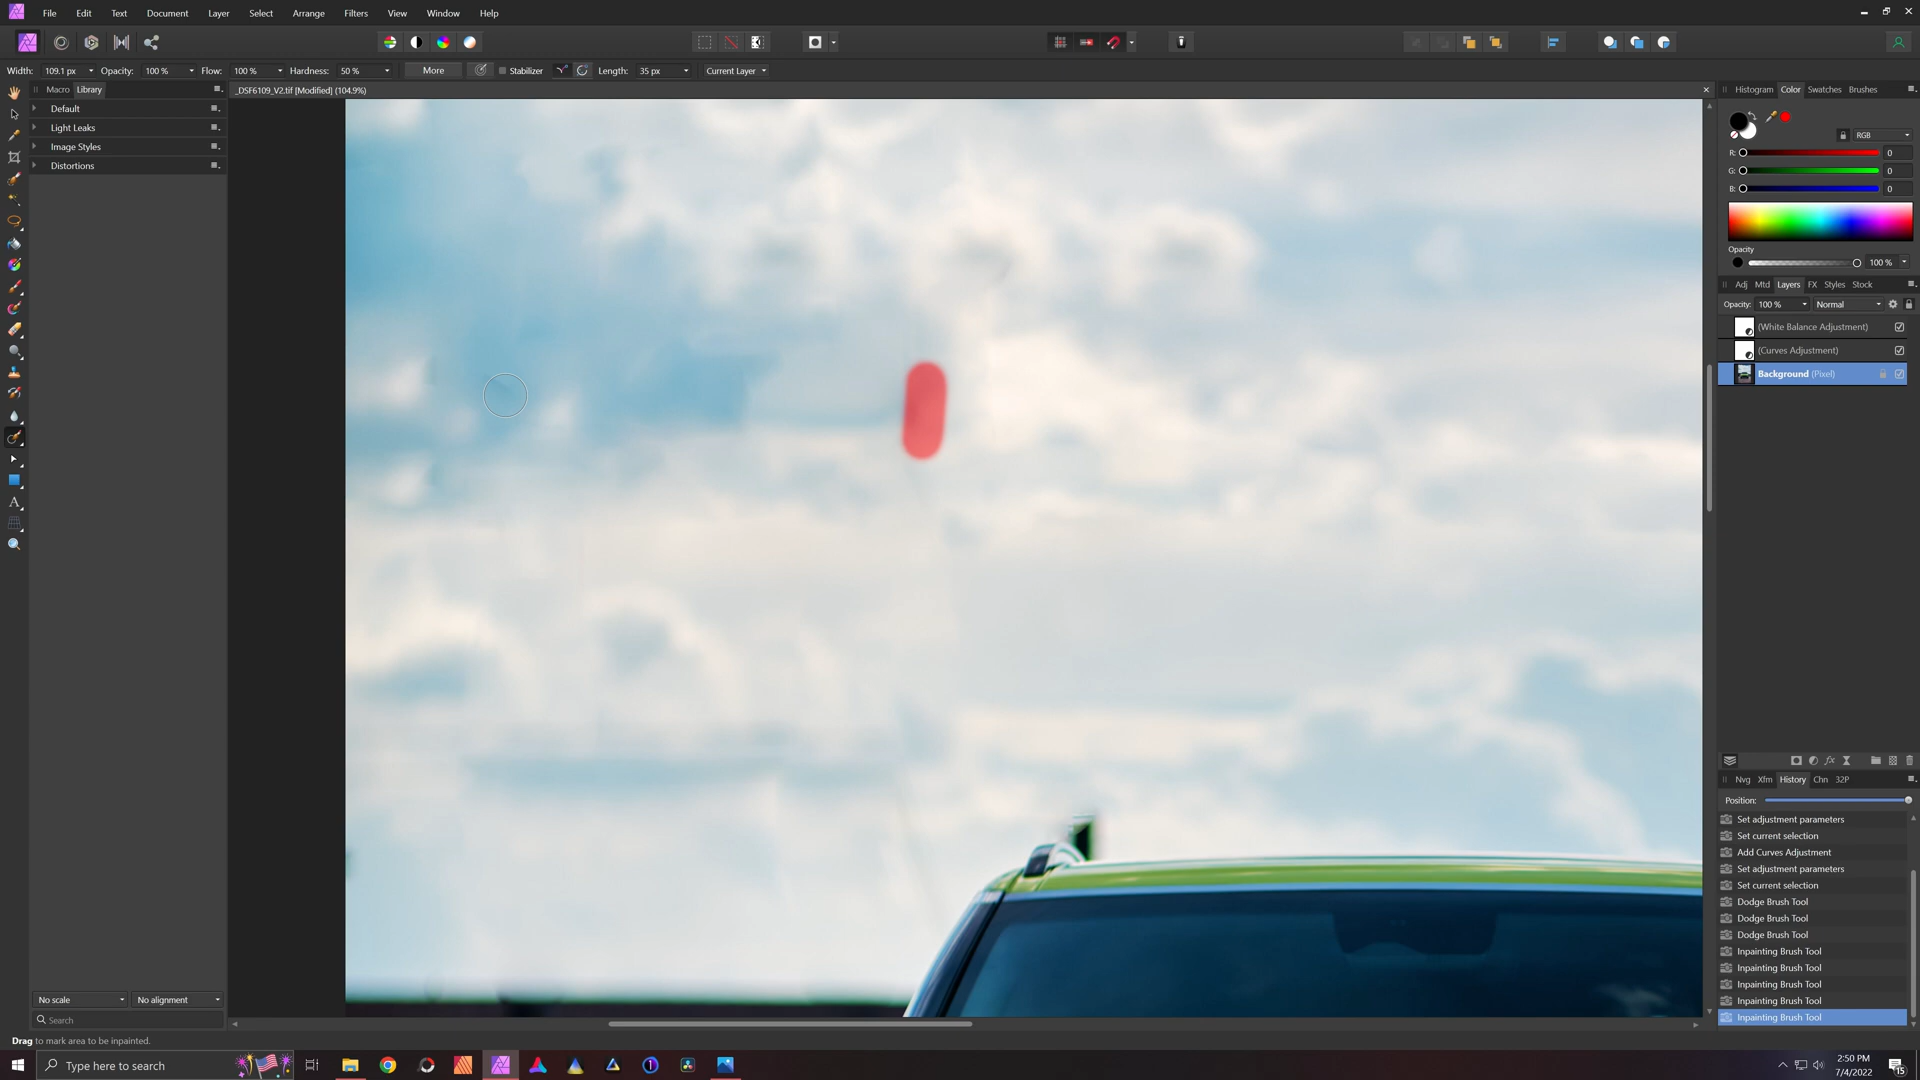 File Edit Text Document Layer Select Arrange Filters View Window Help
Width: 109.1 px Opacity: 100 % Flow: 100 % Hardness: 50 % More Stabilizer Length: 35 px Current Layer
Macro Library
_DSF6109_V2.tif [Modified] (104.9%)
Histogram Color Swatches Brushes
Default
Light Leaks
Image Styles
Distortions
RGB
R: 0
G: 0
B: 0
Opacity
100 %
Adj Mtd Layers FX Styles Stock
Opacity: 100 % Normal
(White Balance Adjustment)
(Curves Adjustment)
Background (Pixel)
A
Nvg Xfm History Chn 32P
Position:
Set adjustment parameters
Set current selection
Add Curves Adjustment
Set adjustment parameters
Set current selection
Dodge Brush Tool
Dodge Brush Tool
Dodge Brush Tool
Inpainting Brush Tool
Inpainting Brush Tool
Inpainting Brush Tool
Inpainting Brush Tool
Inpainting Brush Tool
No scale No alignment
Search
Drag to mark area to be inpainted.
Type here to search
2:50 PM
7/4/2022
15